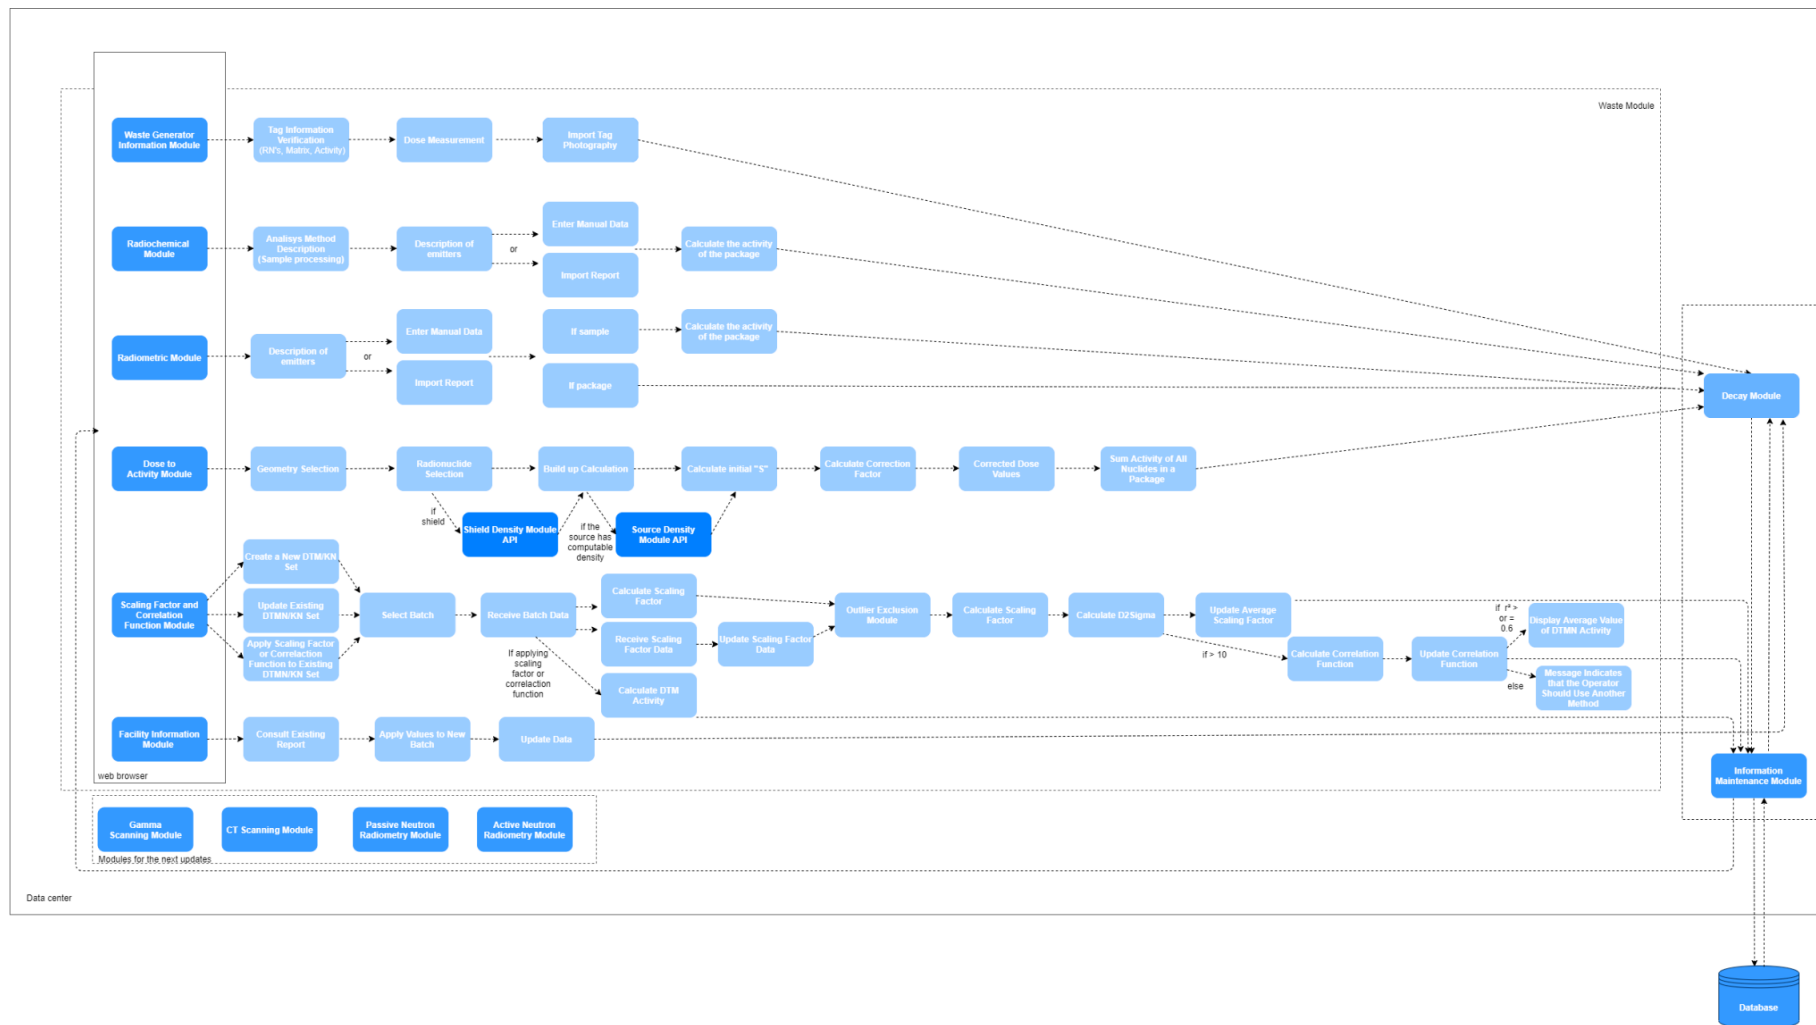 Waste Module
Waste Generator
Information Module
Tag Information
Verification
(RN's, Matrix, Activity)
Dose Measurement
Import Tag
Photography
Radiochemical
Module
Analisys Method
Description
(Sample processing)
Description of
emitters
or
Enter Manual Data
Import Report
Calculate the activity
of the package
Radiometric Module
Description of
emitters
or
Enter Manual Data
Import Report
If sample
If package
Calculate the activity
of the package
Decay Module
Dose to
Activity Module
Geometry Selection
Radionuclide
Selection
Build up Calculation
Calculate initial "S"
Calculate Correction
Factor
Corrected Dose
Values
Sum Activity of All
Nuclides in a
Package
if
shield
Shield Density Module
API
if the
source has
computable
density
Source Density
Module API
Scaling Factor and
Correlation
Function Module
Create a New DTM/KN
Set
Update Existing
DTMN/KN Set
Apply Scaling Factor
or Correlaction
Function to Existing
DTMN/KN Set
Select Batch
Receive Batch Data
If applying
scaling
factor or
correlaction
function
Calculate Scaling
Factor
Receive Scaling
Factor Data
Calculate DTM
Activity
Update Scaling Factor
Data
Outlier Exclusion
Module
Calculate Scaling
Factor
Calculate D2Sigma
Update Average
Scaling Factor
if > 10
Calculate Correlation
Function
Update Correlation
Function
if r² >
or =
0.6
Display Average Value
of DTMN Activity
else
Message Indicates
that the Operator
Should Use Another
Method
Facility Information
Module
Consult Existing
Report
Apply Values to New
Batch
Update Data
Information
Maintenance Module
web browser
Gamma
Scanning Module
CT Scanning Module
Passive Neutron
Radiometry Module
Active Neutron
Radiometry Module
Modules for the next updates
Data center
Database